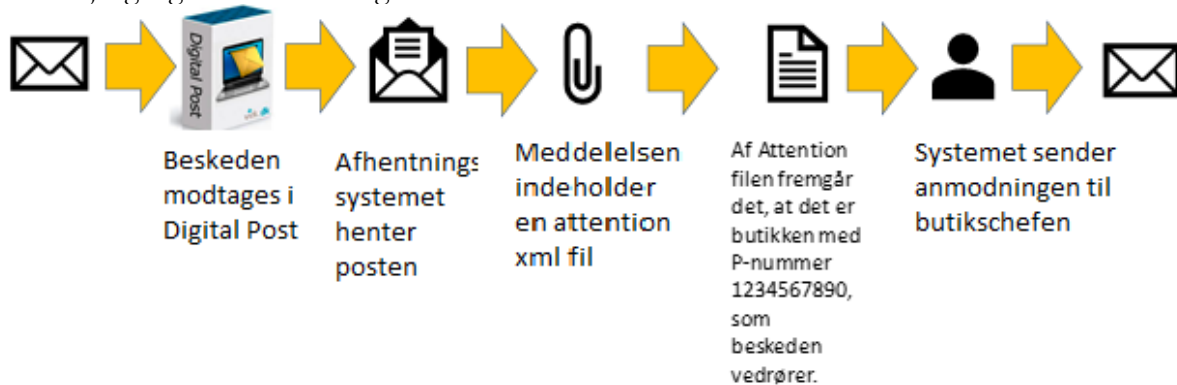 Digital Post
Beskeden
modtages i
Digital Post
Afhentnings
systemet
henter
posten
Meddelelsen
indeholder
en attention
xml fil
Af Attention
filen fremgår
det, at det er
butikken med
P-nummer
1234567890,
som
beskeden
vedrører.
Systemet sender
anmodningen til
butikschefen